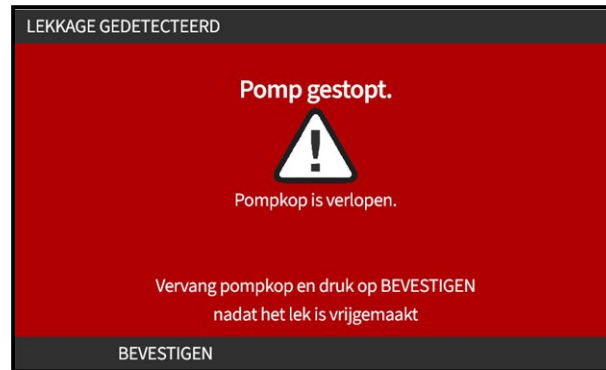 LEKKAGE GEDETECTEERD
Pomp gestopt.
Pompkop is verlopen.
Vervang pompkop en druk op BEVESTIGEN
nadat het lek is vrijgemaakt
BEVESTIGEN